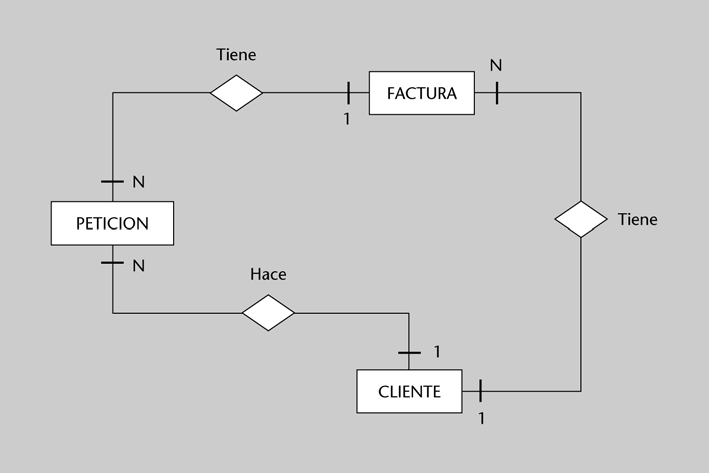 Tiene
N
FACTURA
1
N
PETICION
Tiene
N
Hace
1
CLIENTE
1